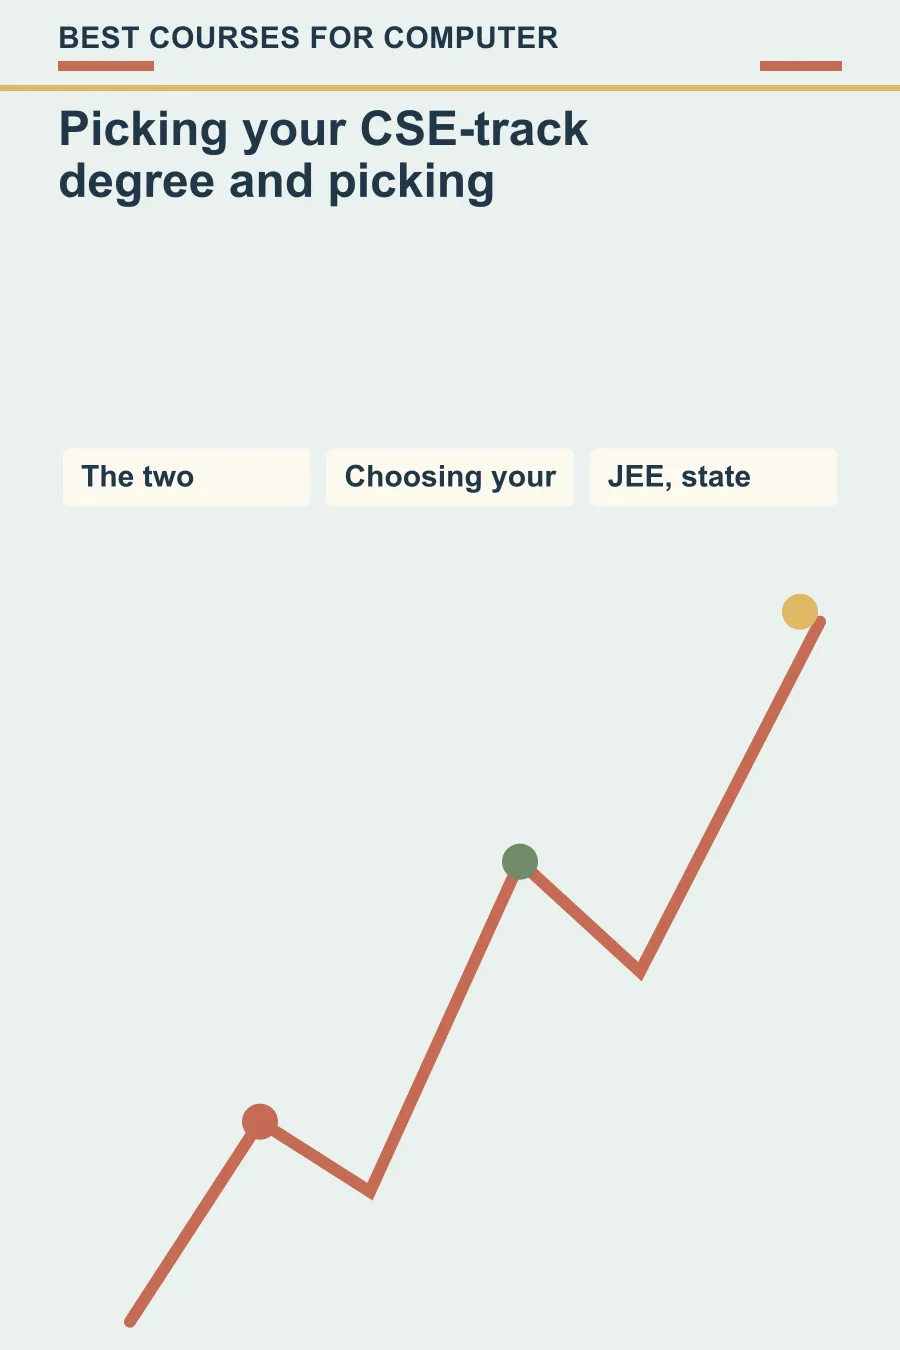 BEST COURSES FOR COMPUTER
Picking your CSE-track
degree and picking
The two
Choosing your
JEE, state